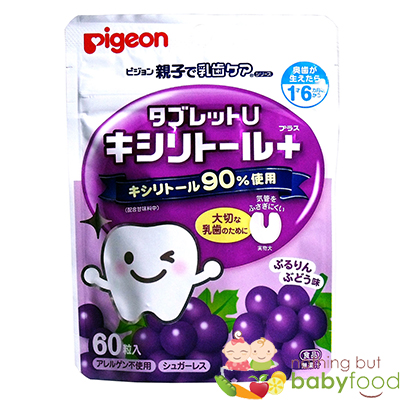 pigeon
ピジョン 親子で乳歯ケア シリーズ
奥歯が
生えたら
1才6カ月ごろから
タブレットU
キシリトール+
プラス
キシリトール90%使用
(配合甘味料中)
大切な
乳歯のために
気管を
ふさぎにくい
U
実物大
ぷるりん
ぶどう味
60粒入
アレルゲン不使用
シュガーレス
食品
無果汁
nothing but
babyfood